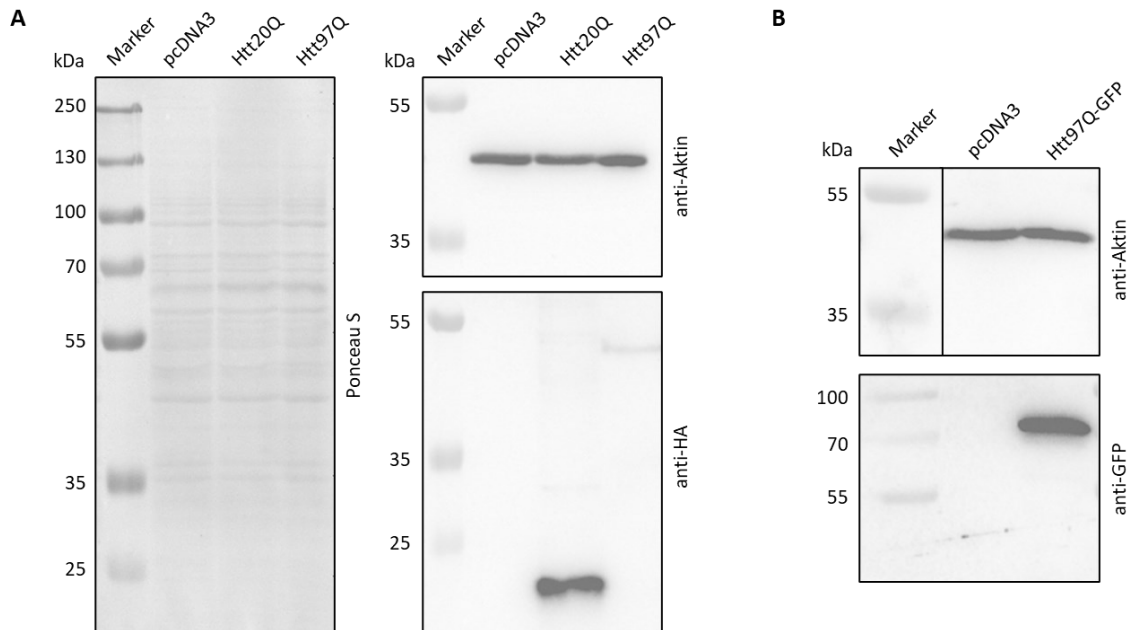 A
kDa
Marker
pcDNA3
Htt20Q
Htt97Q
250
130
100
70
55
35
25
Ponceau S
kDa
Marker
pcDNA3
Htt20Q
Htt97Q
55
35
anti-Aktin
55
35
25
anti-HA
B
kDa
Marker
pcDNA3
Htt97Q-GFP
55
35
anti-Aktin
100
70
55
anti-GFP